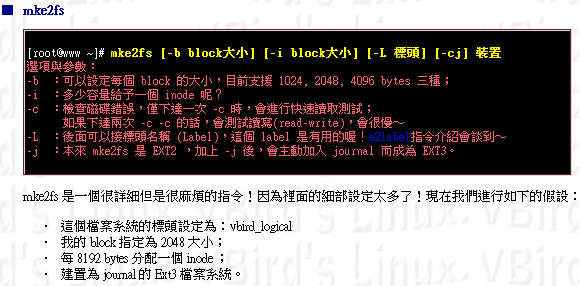 mke2fs
[root@www ~]# mke2fs [-b block大小] [-i block大小] [-L 標頭] [-cj] 裝置
選項與參數：
-b ：可以設定每個 block 的大小，目前支援 1024, 2048, 4096 bytes 三種；
-i ：多少容量給予一個 inode 呢？
-c ：檢查磁碟錯誤，僅下達一次 -c 時，會進行快速讀取測試；
如果下達兩次 -c -c 的話，會測試讀寫(read-write)，會很慢～
-L ：後面可以接標頭名稱 (Label)，這個 label 是有用的喔！e2label指令介紹會談到～
-j ：本來 mke2fs 是 EXT2 ，加上 -j 後，會主動加入 journal 而成為 EXT3。
mke2fs 是一個很詳細但是很麻煩的指令！因為裡面的細部設定太多了！現在我們進行如下的假設：
· 這個檔案系統的標頭設定為：vbird_logical
· 我的 block 指定為 2048 大小；
· 每 8192 bytes 分配一個 inode ；
· 建置為 journal 的 Ext3 檔案系統。
VBird's Linux